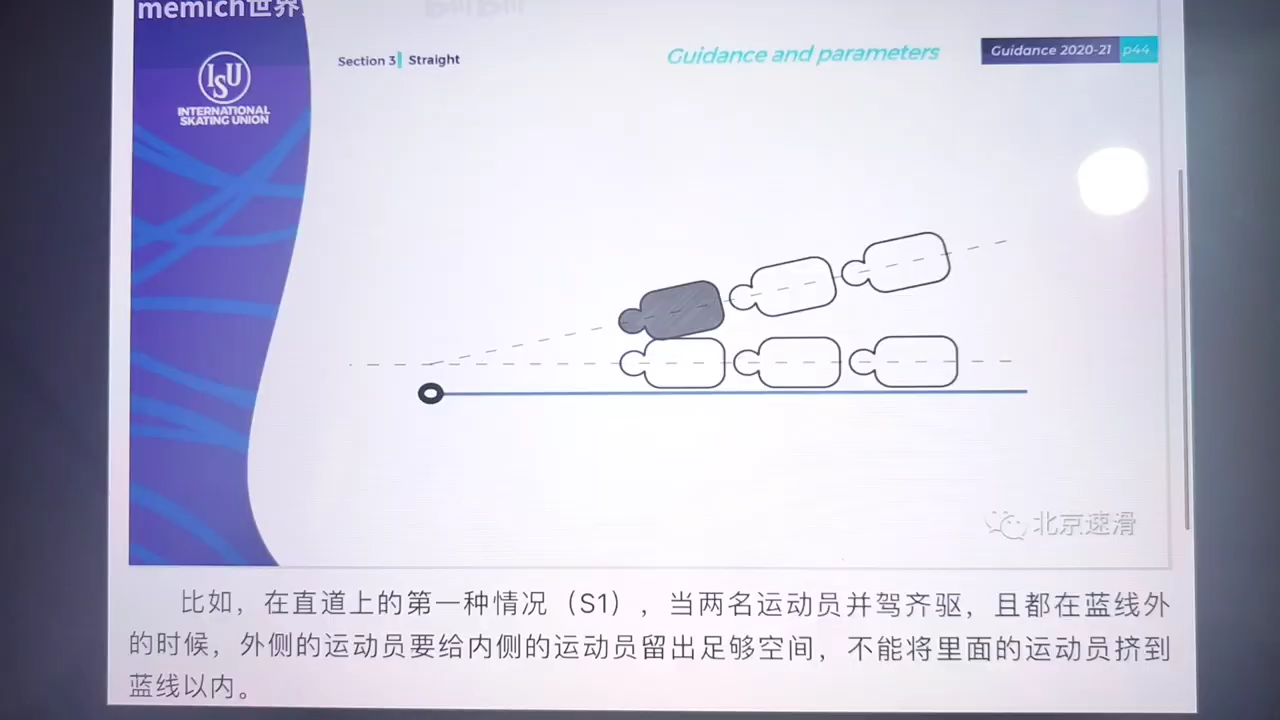 memich世界
Section 3 Straight
Guidance and parameters
Guidance 2020-21 p44
ISU
INTERNATIONAL
SKATING UNION
北京速滑
比如，在直道上的第一种情况（S1），当两名运动员并驾齐驱，且都在蓝线外
的时候，外侧的运动员要给内侧的运动员留出足够空间，不能将里面的运动员挤到
蓝线以内。